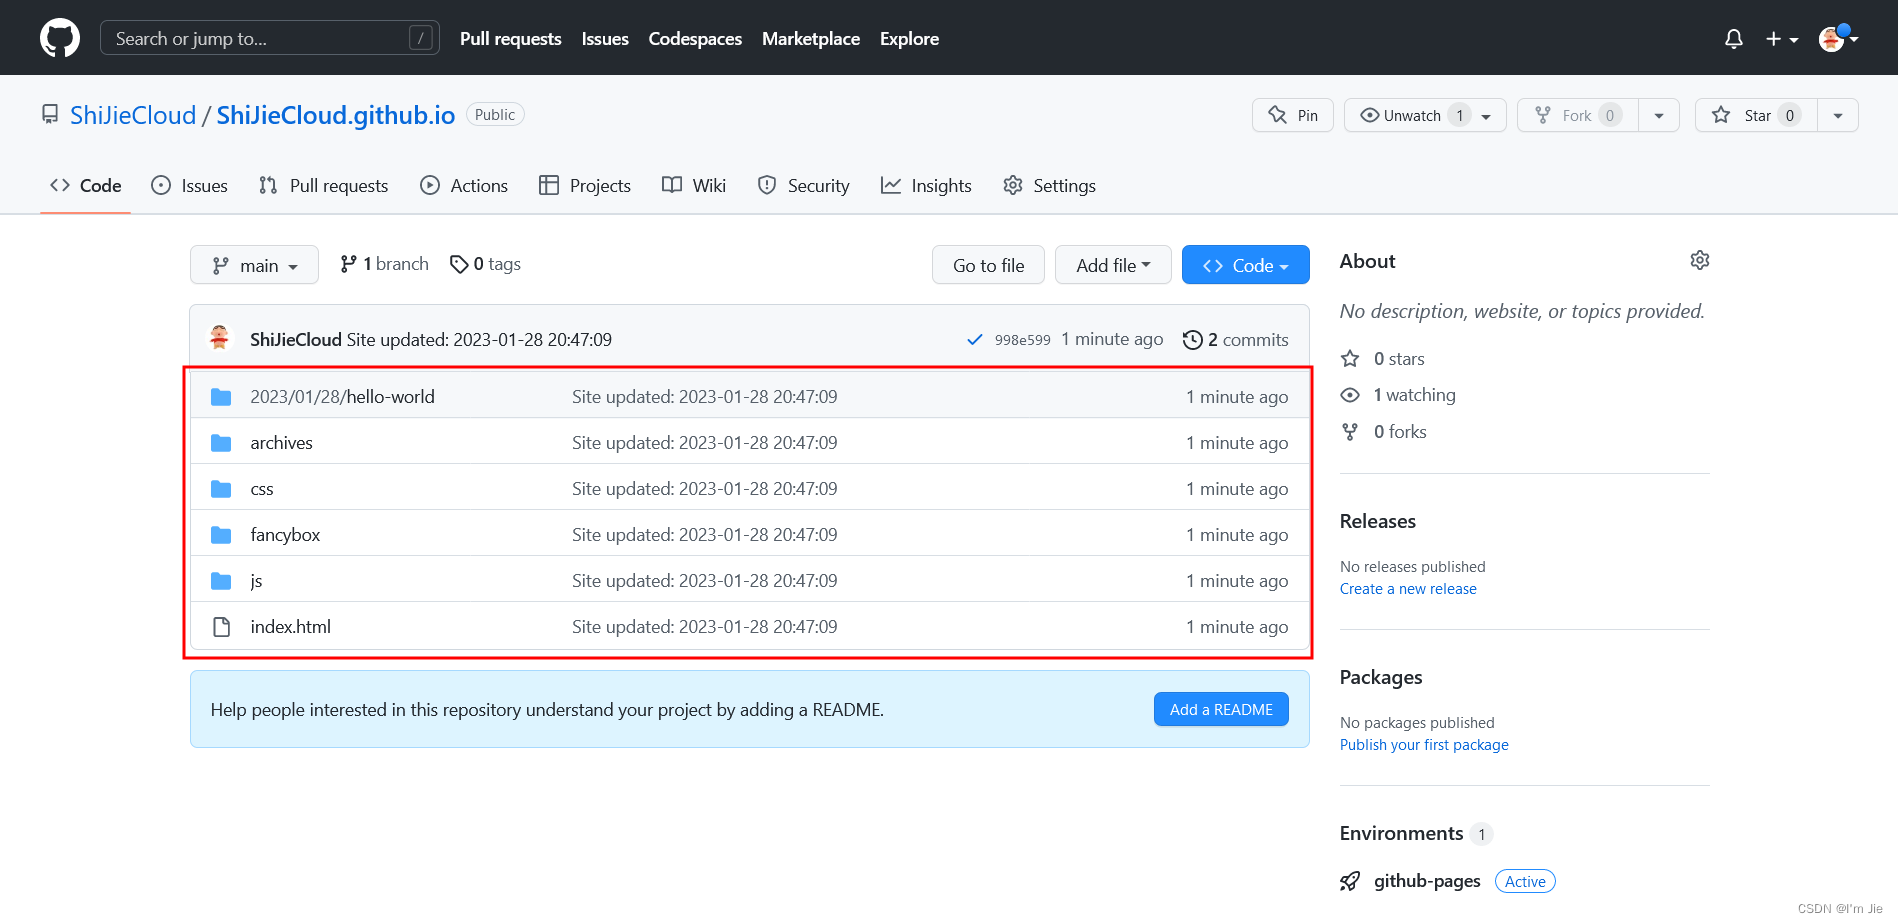 Search or jump to... /
Pull requests Issues Codespaces Marketplace Explore
ShiJieCloud / ShiJieCloud.github.io Public
Pin Unwatch 1 Fork 0 Star 0
Code Issues Pull requests Actions Projects Wiki Security Insights Settings
main 1 branch 0 tags Go to file Add file Code
ShiJieCloud Site updated: 2023-01-28 20:47:09 998e599 1 minute ago 2 commits
2023/01/28/hello-world Site updated: 2023-01-28 20:47:09 1 minute ago
archives Site updated: 2023-01-28 20:47:09 1 minute ago
css Site updated: 2023-01-28 20:47:09 1 minute ago
fancybox Site updated: 2023-01-28 20:47:09 1 minute ago
js Site updated: 2023-01-28 20:47:09 1 minute ago
index.html Site updated: 2023-01-28 20:47:09 1 minute ago
Help people interested in this repository understand your project by adding a README. Add a README
About
No description, website, or topics provided.
0 stars
1 watching
0 forks
Releases
No releases published
Create a new release
Packages
No packages published
Publish your first package
Environments 1
github-pages Active
CSDN @I'm Jie